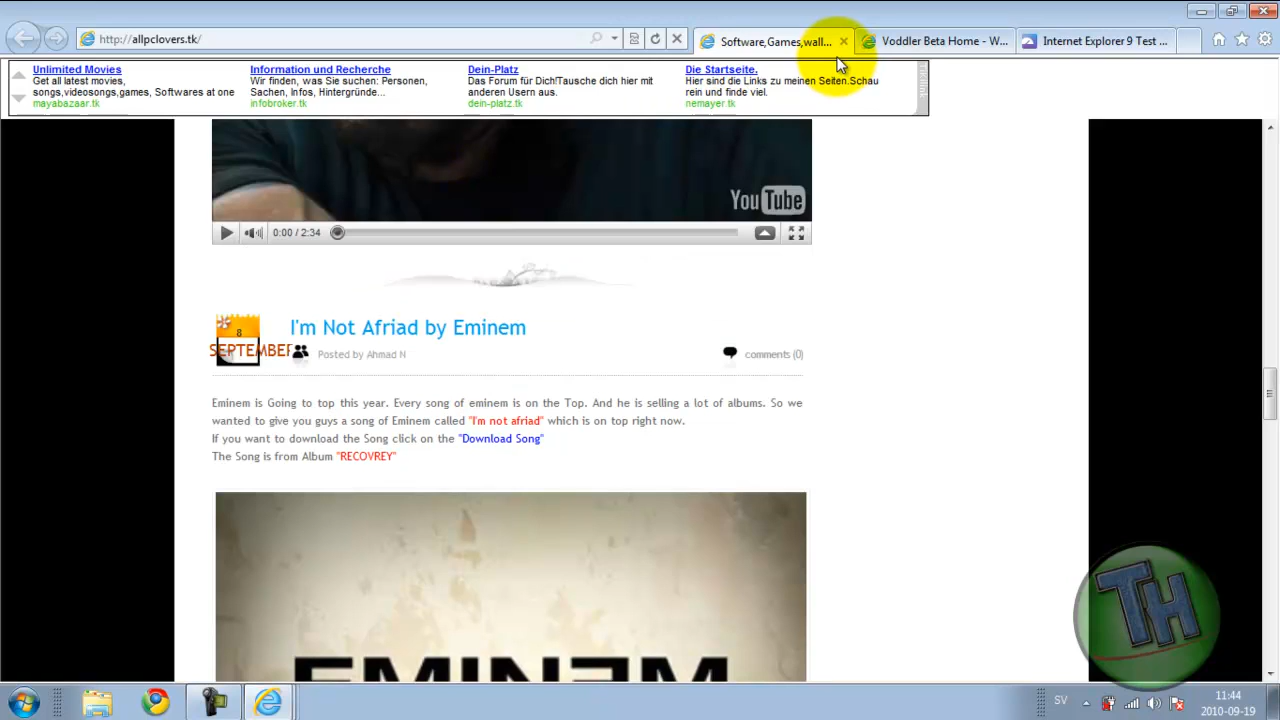 http://allpclovers.tk/
Software,Games,wall...
Voddler Beta Home - W...
Internet Explorer 9 Test ...
Unlimited Movies
Get all latest movies,
songs,videosongs,games, Softwares at one
mayabazaar.tk
Information und Recherche
Wir finden, was Sie suchen: Personen,
Sachen, Infos, Hintergründe...
infobroker.tk
Dein-Platz
Das Forum für Dich!Tausche dich hier mit
anderen Usern aus.
dein-platz.tk
Die Startseite.
Hier sind die Links zu meinen Seiten.Schau
rein und finde viel.
nemayer.tk
YouTube
0:00 / 2:34
8
SEPTEMBER
I'm Not Afriad by Eminem
Posted by Ahmad N
comments (0)
Eminem is Going to top this year. Every song of eminem is on the Top. And he is selling a lot of albums. So we
wanted to give you guys a song of Eminem called "I'm not afriad" which is on top right now.
If you want to download the Song click on the "Download Song"
The Song is from Album "RECOVREY"
EMINEM
TH
SV
11:44
2010-09-19